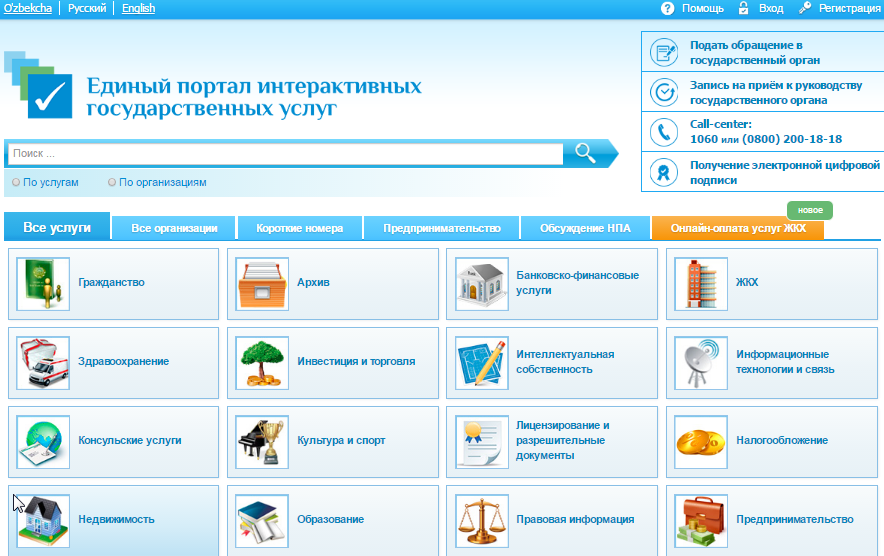 O'zbekcha
Русский
English
Помощь
Вход
Регистрация
Единый портал интерактивных
государственных услуг
Подать обращение в
государственный орган
Запись на приём к руководству
государственного органа
Call-center:
1060 или (0800) 200-18-18
Получение электронной цифровой
подписи
Поиск ...
По услугам
По организациям
новое
Все услуги
Все организации
Короткие номера
Предпринимательство
Обсуждение НПА
Онлайн-оплата услуг ЖКХ
Гражданство
Архив
Банковско-финансовые
услуги
ЖКХ
Здравоохранение
Инвестиция и торговля
Интеллектуальная
собственность
Информационные
технологии и связь
Консульские услуги
Культура и спорт
Лицензирование и
разрешительные
документы
Налогообложение
Недвижимость
Образование
Правовая информация
Предпринимательство